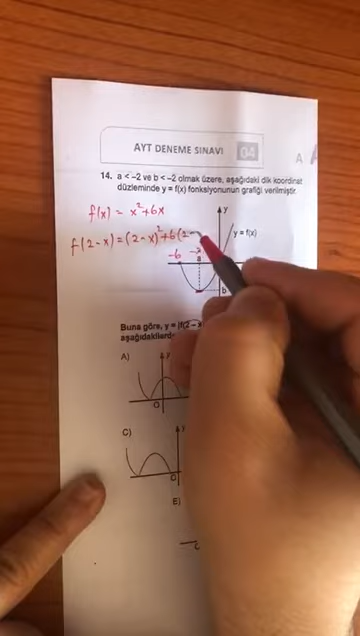 AYT DENEME SINAVI 04
A
14. a < -2 ve b < -2 olmak üzere, aşağıdaki dik koordinat
düzleminde y = f(x) fonksiyonunun grafiği verilmiştir.
f(x) = x²+6x
y
f(2-x)=(2-x)²+6(2
y = f(x)
-6
a
b
Buna göre, y = |f(2-x
A)
y
O
C)
y
O
E)